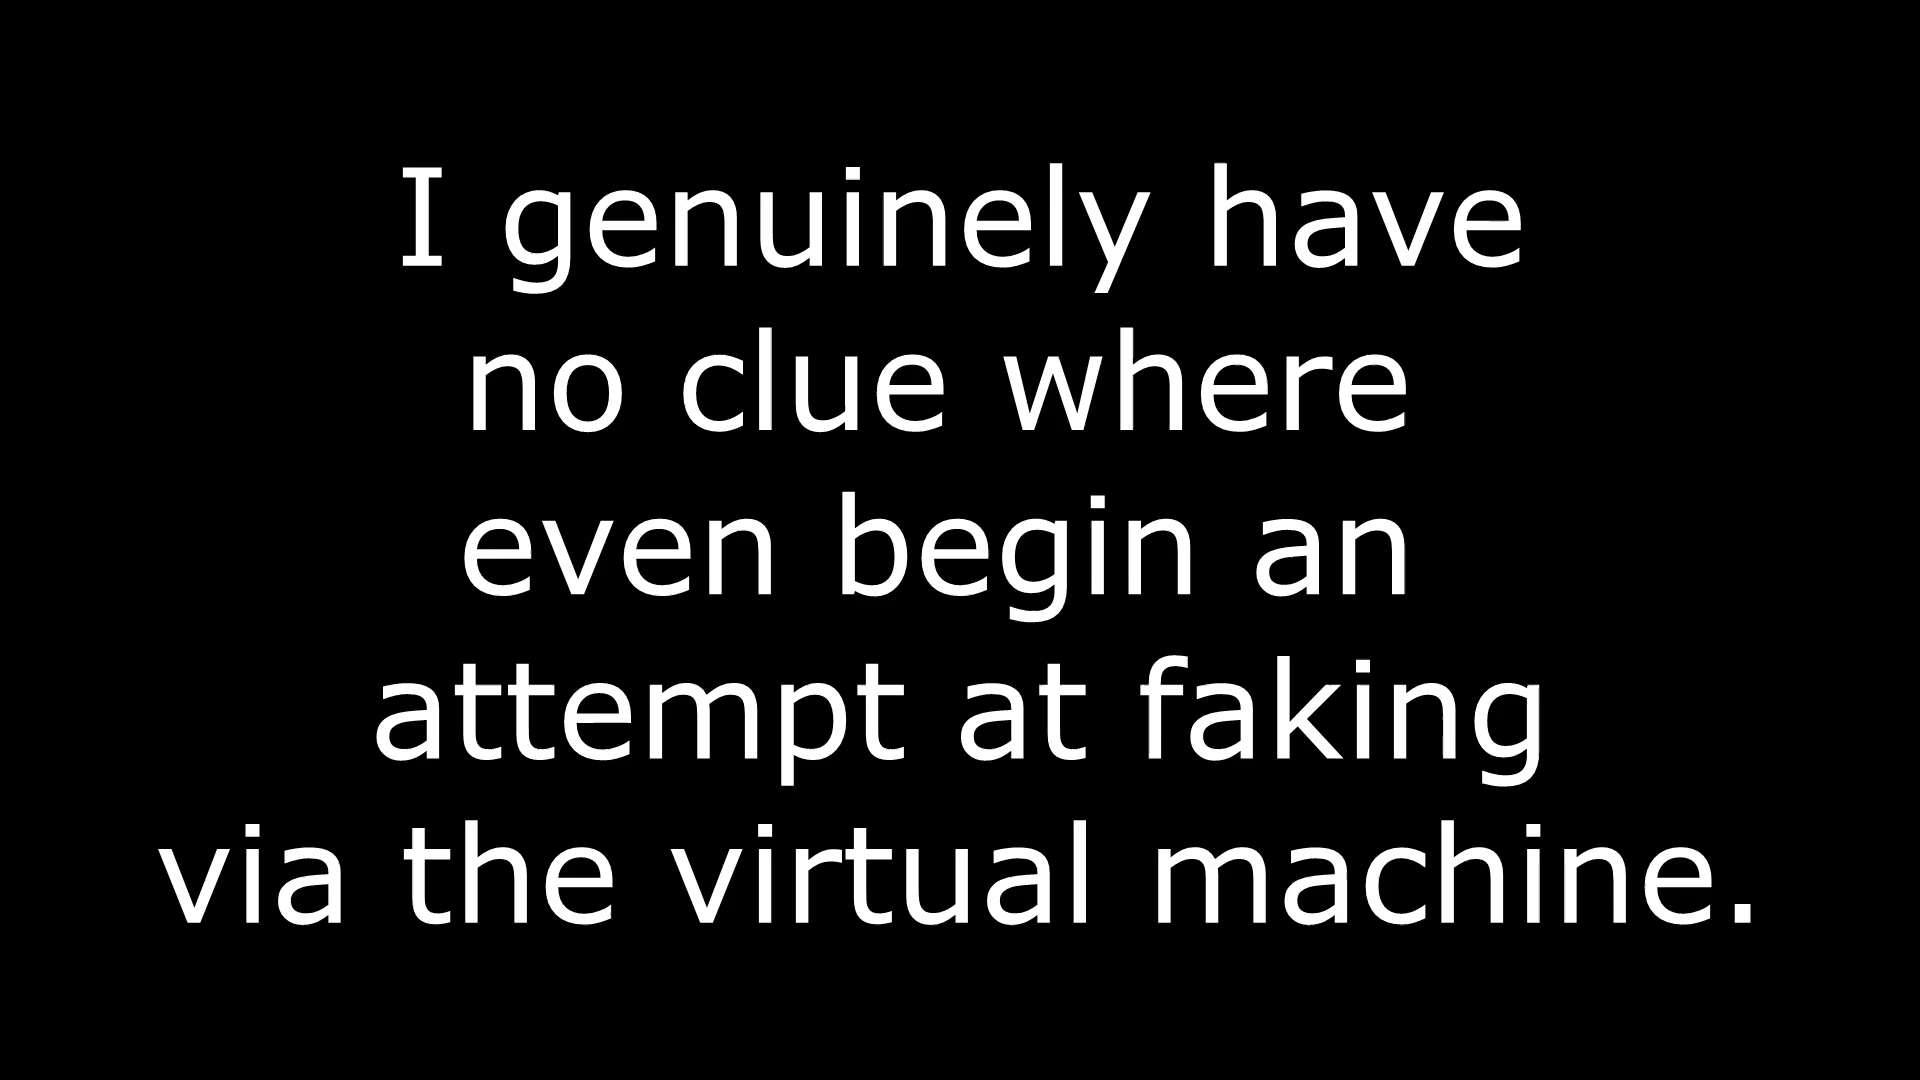 I genuinely have
no clue where
even begin an
attempt at faking
via the virtual machine.